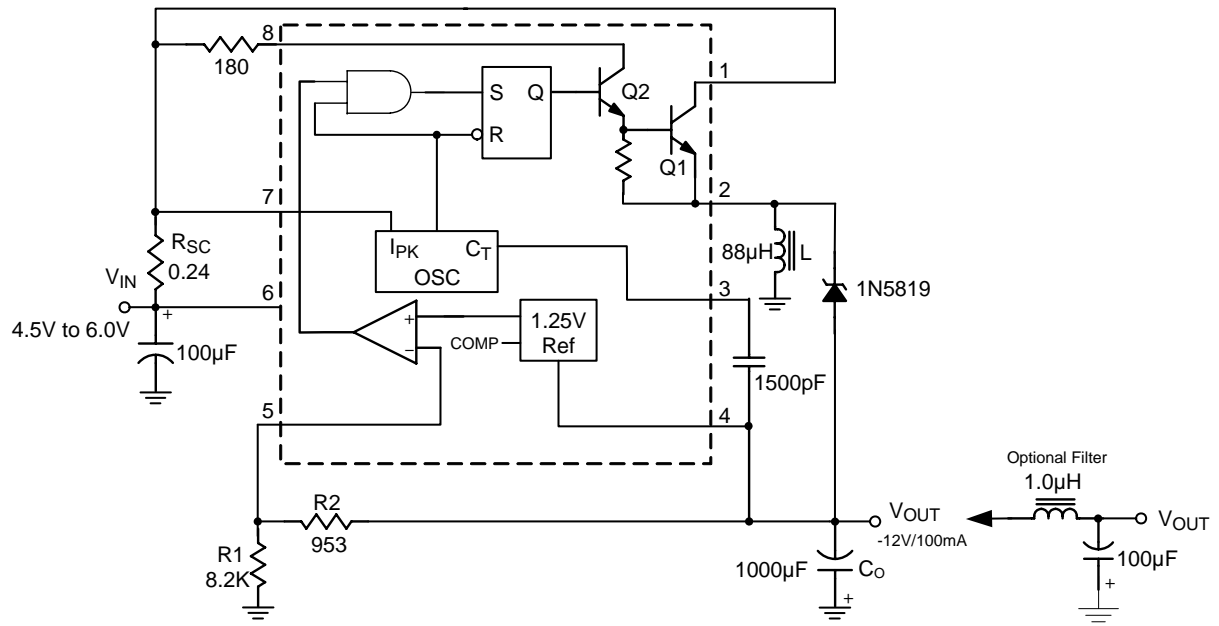 8
180
1
S Q
Q2
R
Q1
7
2
RSC
0.24
IPK CT
OSC
88µH L
VIN
6
3
1N5819
4.5V to 6.0V
+
100µF
+
−
1.25V
Ref
COMP
1500pF
5
4
Optional Filter
1.0µH
R2
953
VOUT
-12V/100mA
VOUT
R1
8.2K
1000µF CO
+
100µF
+